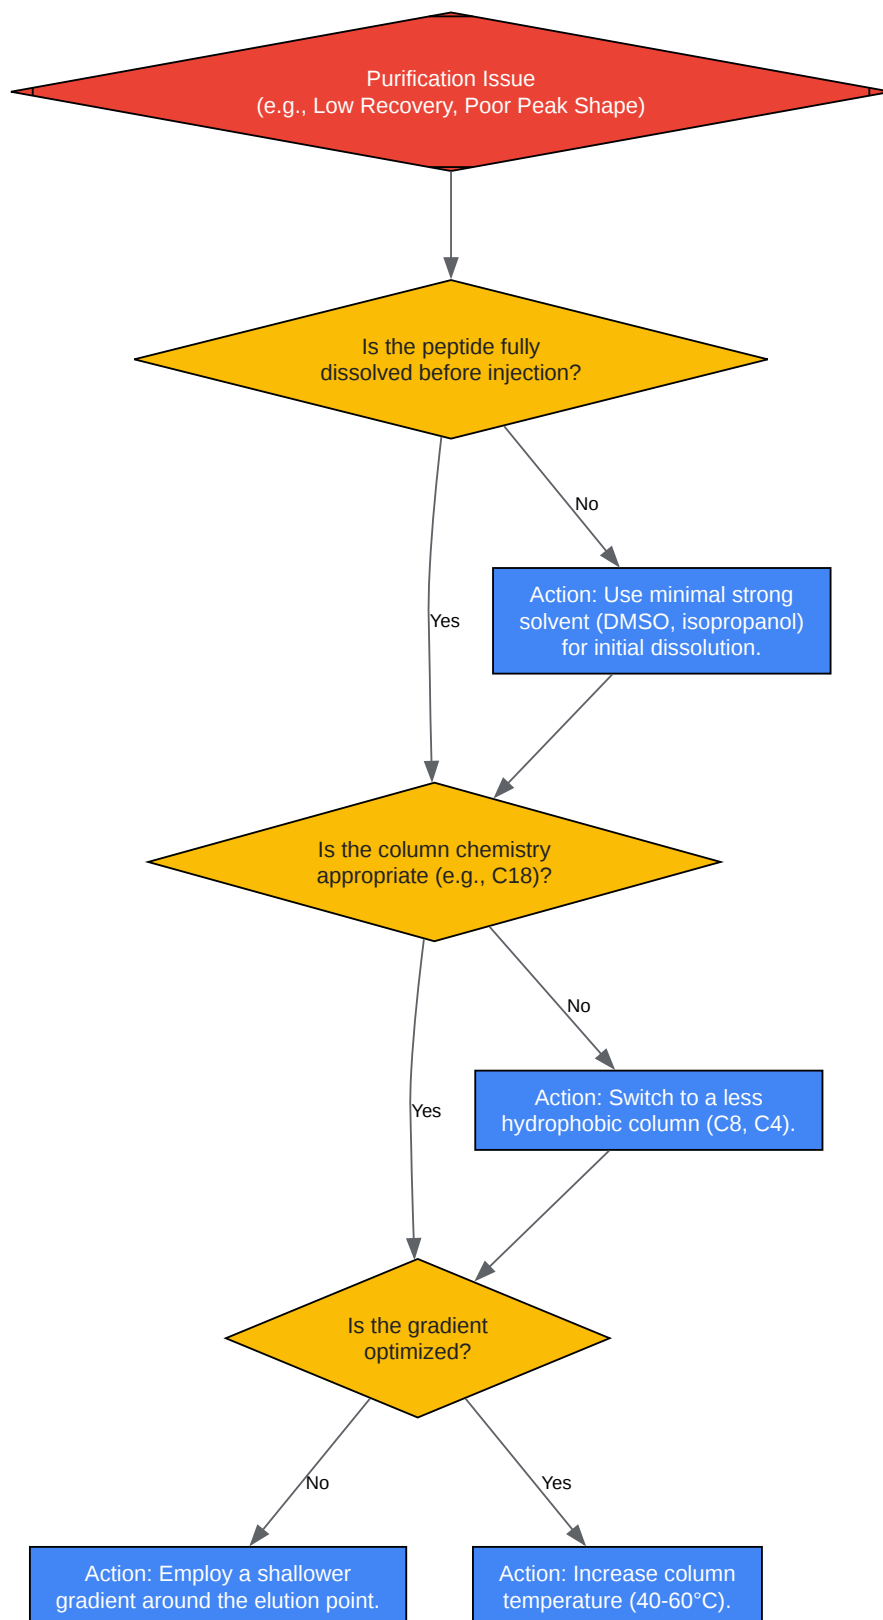 Purification Issue
(e.g., Low Recovery, Poor Peak Shape)
Is the peptide fully
dissolved before injection?
No
Action: Use minimal strong
solvent (DMSO, isopropanol)
for initial dissolution.
Yes
Is the column chemistry
appropriate (e.g., C18)?
No
Action: Switch to a less
hydrophobic column (C8, C4).
Yes
Is the gradient
optimized?
No
Yes
Action: Employ a shallower
gradient around the elution point.
Action: Increase column
temperature (40-60°C).